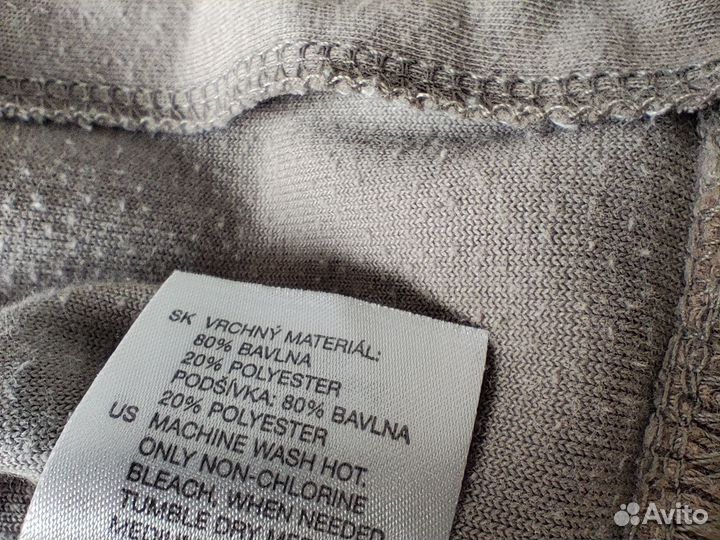 SK VRCHNÝ MATERIÁL:
80% BAVLNA
20% POLYESTER
PODŠÍVKA: 80% BAVLNA
20% POLYESTER
US MACHINE WASH HOT.
ONLY NON-CHLORINE
BLEACH, WHEN NEEDED
TUMBLE DRY
Avito